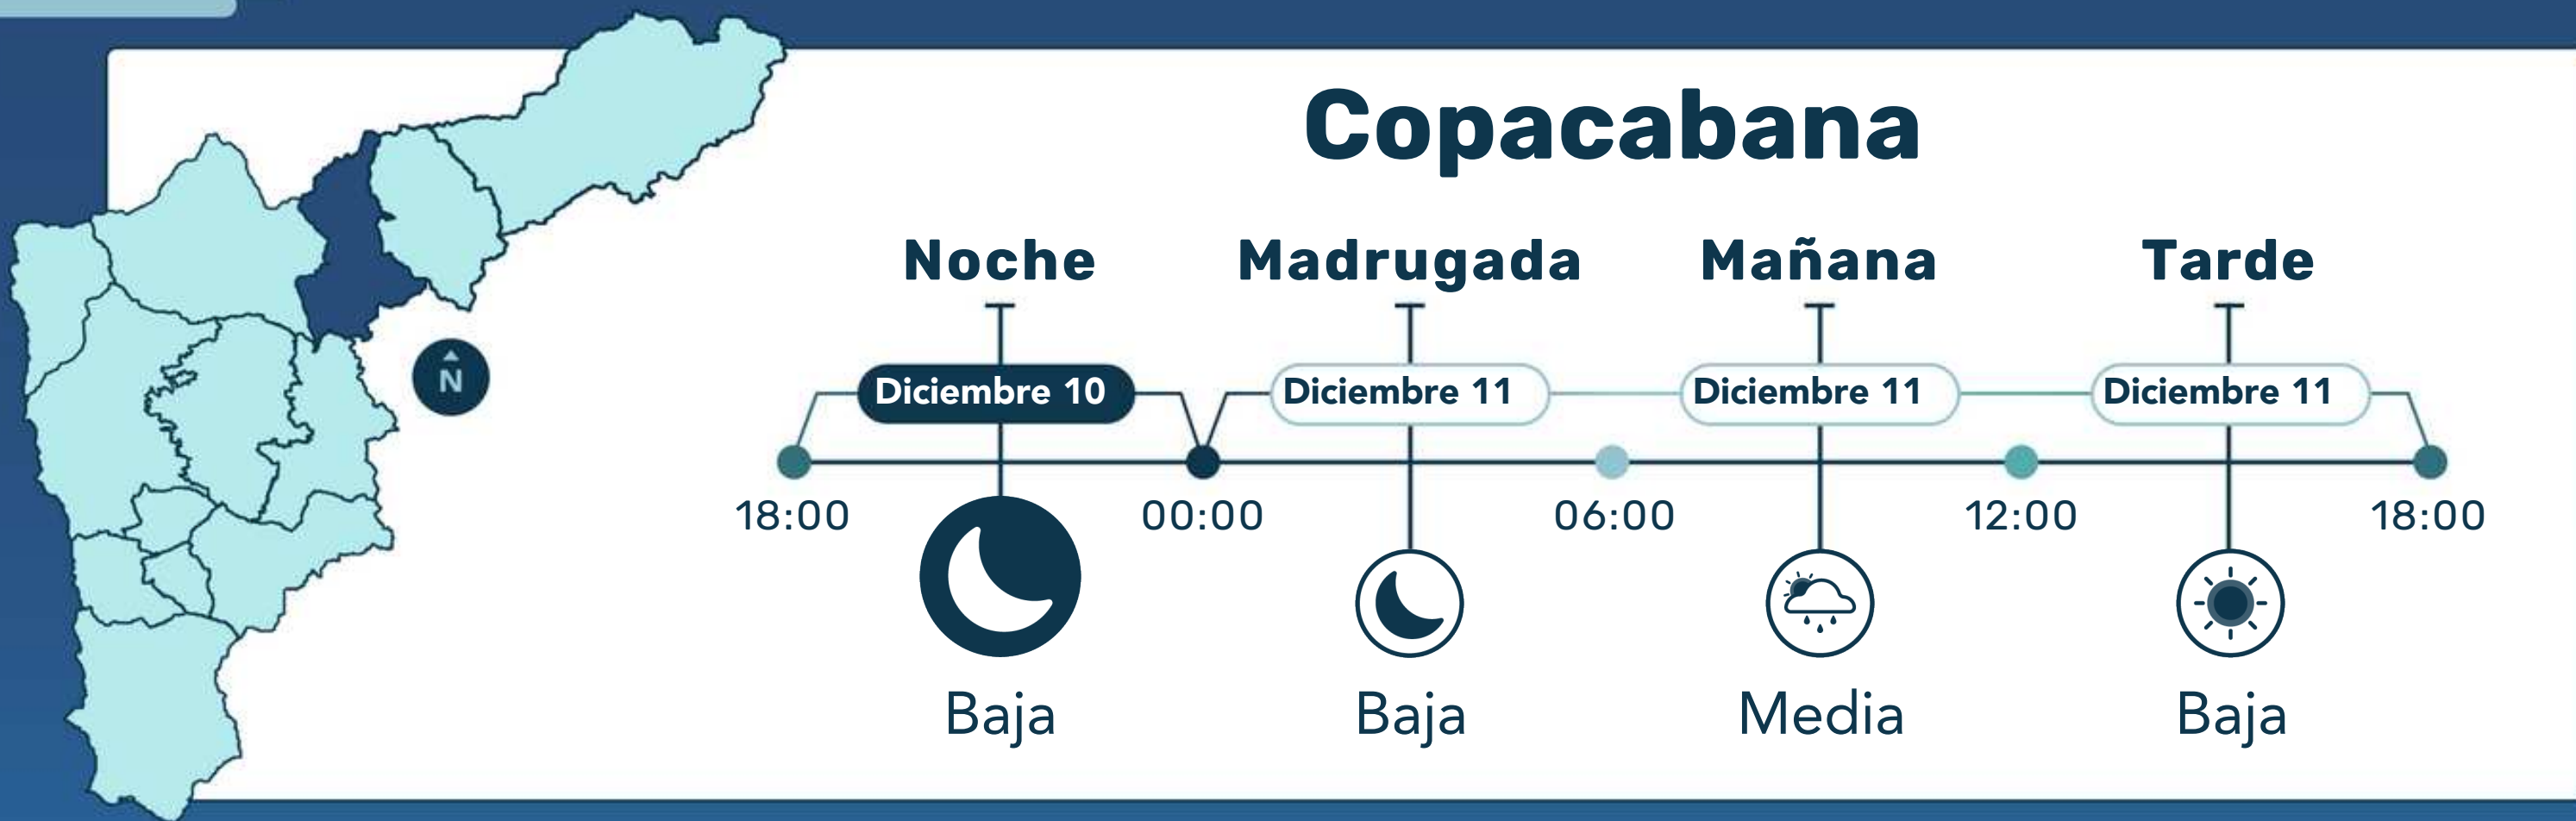 Copacabana
Noche Madrugada Mañana Tarde
Diciembre 10 Diciembre 11 Diciembre 11 Diciembre 11
18:00 00:00 06:00 12:00 18:00
Baja Baja Media Baja
N